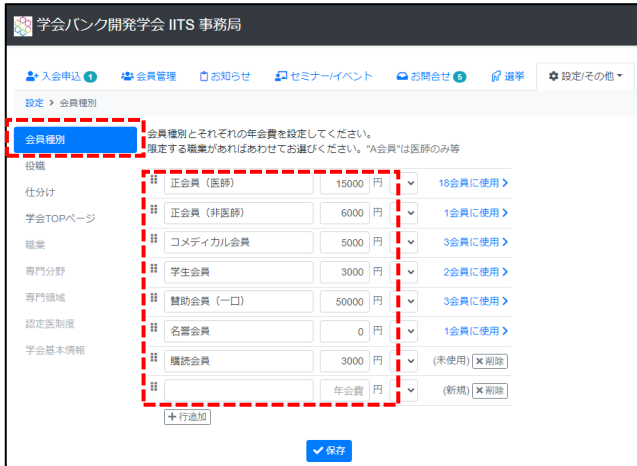 学会バンク開発学会 IITS 事務局
入会申込 1 会員管理 お知らせ セミナー/イベント お問合せ 5 選挙 設定/その他
設定 > 会員種別
会員種別
役職
仕分け
学会TOPページ
職業
専門分野
専門領域
認定医制度
学会基本情報
会員種別とそれぞれの年会費を設定してください。
限定する職業があればあわせてお選びください。"A会員"は医師のみ等
正会員（医師） 15000 円 18会員に使用
正会員（非医師） 6000 円 1会員に使用
コメディカル会員 5000 円 3会員に使用
学生会員 3000 円 2会員に使用
賛助会員（一口） 50000 円 3会員に使用
名誉会員 0 円 1会員に使用
購読会員 3000 円 (未使用) ×削除
年会費 円 (新規) ×削除
+行追加
保存